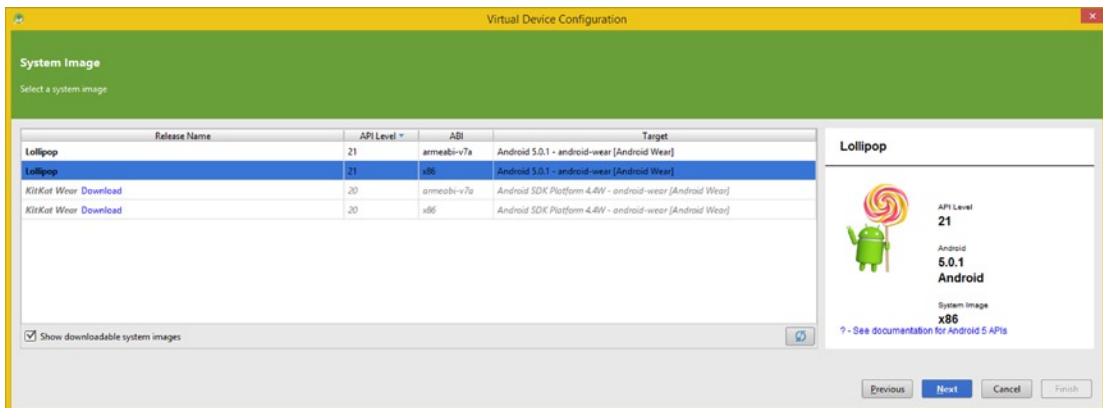 Virtual Device Configuration
System Image
Select a system image
Release Name API Level ABI Target
Lollipop 21 armeabi-v7a Android 5.0.1 - android-wear [Android Wear]
Lollipop 21 x86 Android 5.0.1 - android-wear [Android Wear]
KitKat Wear Download 20 armeabi-v7a Android SDK Platform 4.4W - android-wear [Android Wear]
KitKat Wear Download 20 x86 Android SDK Platform 4.4W - android-wear [Android Wear]
Show downloadable system images
Lollipop
API Level
21
Android
5.0.1
Android
System Image
x86
? - See documentation for Android 5 APIs
Previous Next Cancel Finish